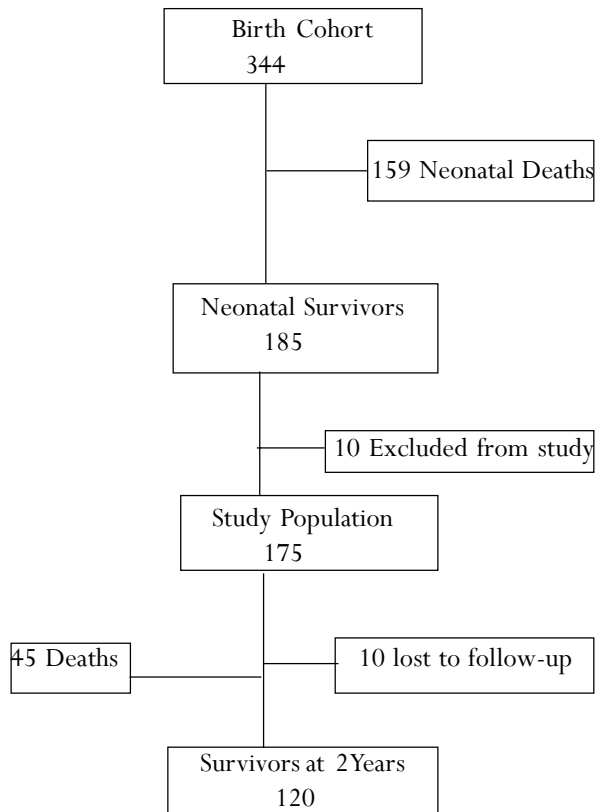 Birth Cohort
344
159 Neonatal Deaths
Neonatal Survivors
185
10 Excluded from study
Study Population
175
45 Deaths
10 lost to follow-up
Survivors at 2Years
120